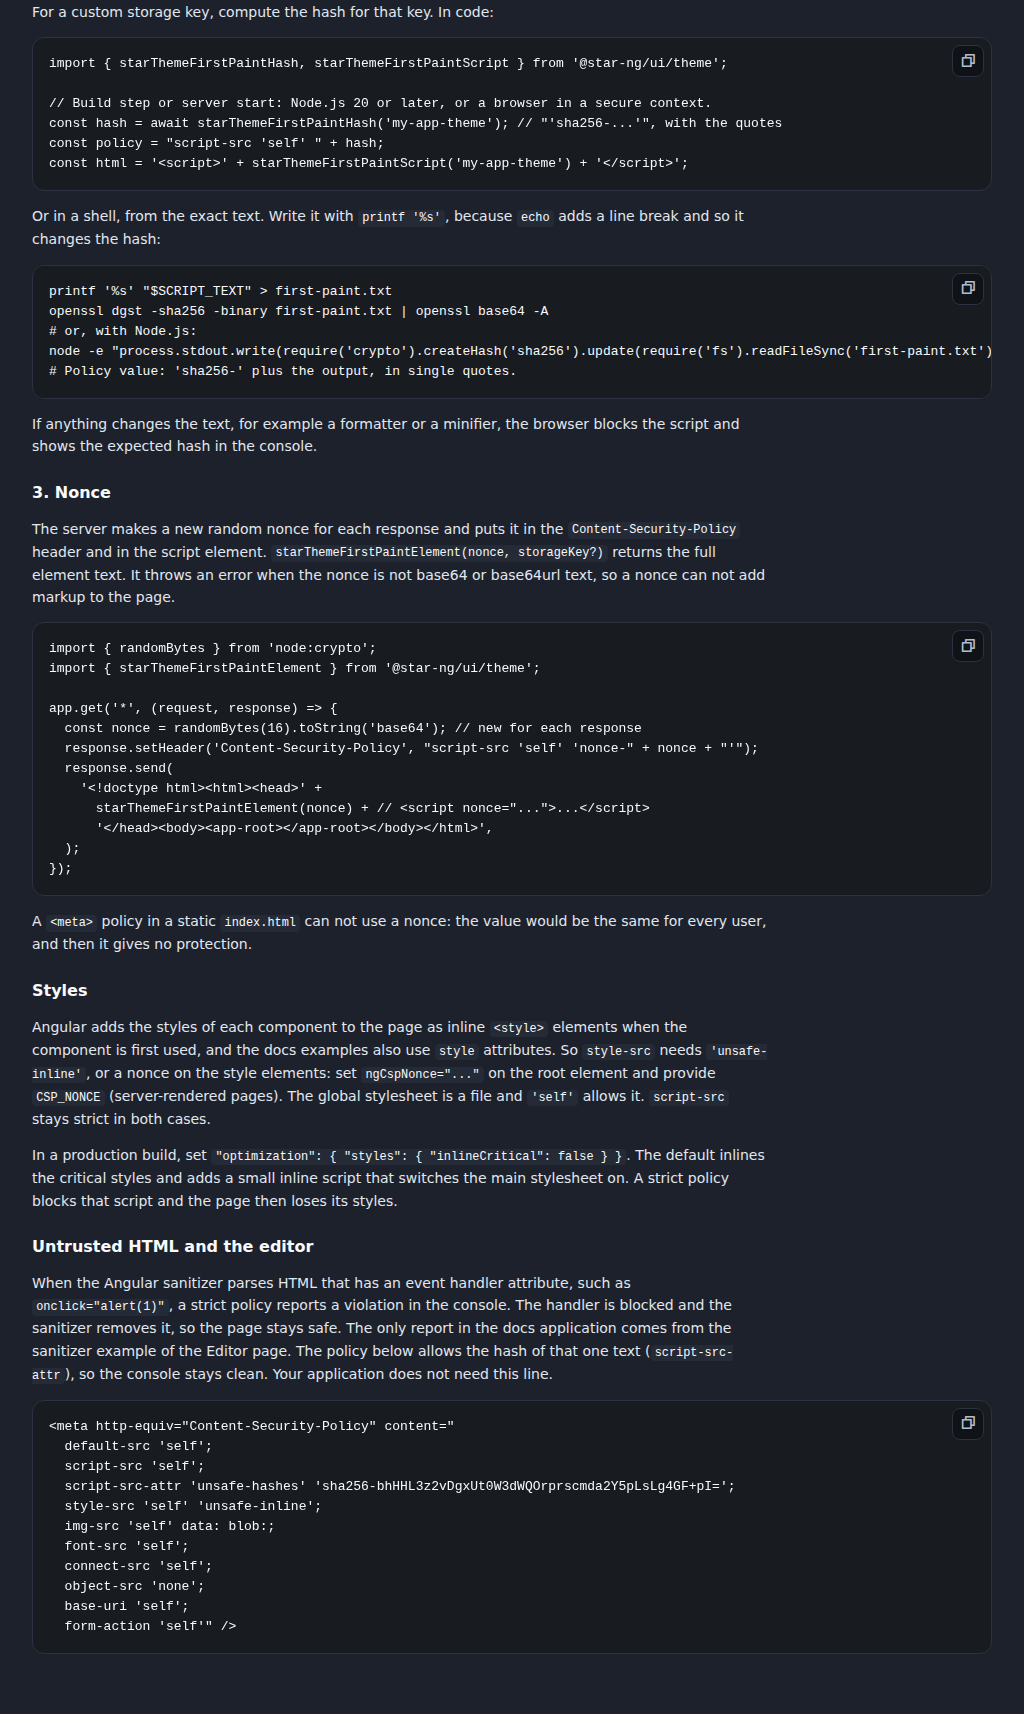 For a custom storage key, compute the hash for that key. In code:
import { starThemeFirstPaintHash, starThemeFirstPaintScript } from '@star-ng/ui/theme';
// Build step or server start: Node.js 20 or later, or a browser in a secure context.
const hash = await starThemeFirstPaintHash('my-app-theme'); // "'sha256-...'", with the quotes
const policy = "script-src 'self' " + hash;
const html = '<script>' + starThemeFirstPaintScript('my-app-theme') + '</script>';
Or in a shell, from the exact text. Write it with printf '%s', because echo adds a line break and so it
changes the hash:
printf '%s' "$SCRIPT_TEXT" > first-paint.txt
openssl dgst -sha256 -binary first-paint.txt | openssl base64 -A
# or, with Node.js:
node -e "process.stdout.write(require('crypto').createHash('sha256').update(require('fs').readFileSync('first-paint.txt')
# Policy value: 'sha256-' plus the output, in single quotes.
If anything changes the text, for example a formatter or a minifier, the browser blocks the script and
shows the expected hash in the console.
3. Nonce
The server makes a new random nonce for each response and puts it in the Content-Security-Policy
header and in the script element. starThemeFirstPaintElement(nonce, storageKey?) returns the full
element text. It throws an error when the nonce is not base64 or base64url text, so a nonce can not add
markup to the page.
import { randomBytes } from 'node:crypto';
import { starThemeFirstPaintElement } from '@star-ng/ui/theme';
app.get('*', (request, response) => {
  const nonce = randomBytes(16).toString('base64'); // new for each response
  response.setHeader('Content-Security-Policy', "script-src 'self' 'nonce-" + nonce + "'");
  response.send(
    '<!doctype html><html><head>' +
      starThemeFirstPaintElement(nonce) + // <script nonce="...">...</script>
      '</head><body><app-root></app-root></body></html>',
  );
});
A <meta> policy in a static index.html can not use a nonce: the value would be the same for every user,
and then it gives no protection.
Styles
Angular adds the styles of each component to the page as inline <style> elements when the
component is first used, and the docs examples also use style attributes. So style-src needs 'unsafe-
inline', or a nonce on the style elements: set ngCspNonce="..." on the root element and provide
CSP_NONCE (server-rendered pages). The global stylesheet is a file and 'self' allows it. script-src
stays strict in both cases.
In a production build, set "optimization": { "styles": { "inlineCritical": false } }. The default inlines
the critical styles and adds a small inline script that switches the main stylesheet on. A strict policy
blocks that script and the page then loses its styles.
Untrusted HTML and the editor
When the Angular sanitizer parses HTML that has an event handler attribute, such as
onclick="alert(1)", a strict policy reports a violation in the console. The handler is blocked and the
sanitizer removes it, so the page stays safe. The only report in the docs application comes from the
sanitizer example of the Editor page. The policy below allows the hash of that one text (script-src-
attr), so the console stays clean. Your application does not need this line.
<meta http-equiv="Content-Security-Policy" content="
  default-src 'self';
  script-src 'self';
  script-src-attr 'unsafe-hashes' 'sha256-bhHHL3z2vDgxUt0W3dWQOrprscmda2Y5pLsLg4GF+pI=';
  style-src 'self' 'unsafe-inline';
  img-src 'self' data: blob:;
  font-src 'self';
  connect-src 'self';
  object-src 'none';
  base-uri 'self';
  form-action 'self'" />